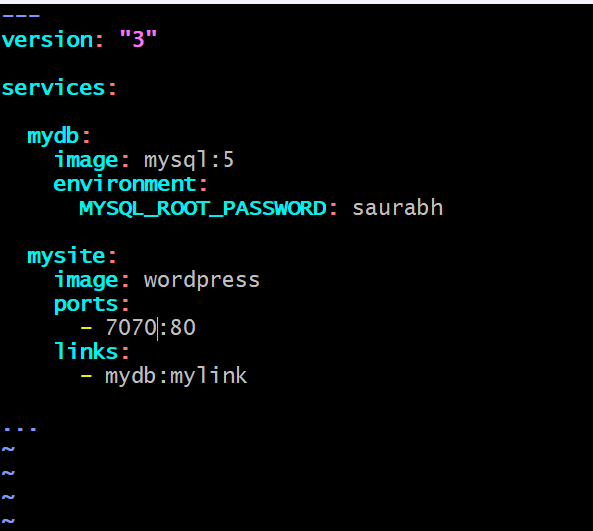 ---
version: "3"
services:
  mydb:
    image: mysql:5
    environment:
      MYSQL_ROOT_PASSWORD: saurabh
  mysite:
    image: wordpress
    ports:
      - 7070:80
    links:
      - mydb:mylink
...
~
~
~
~